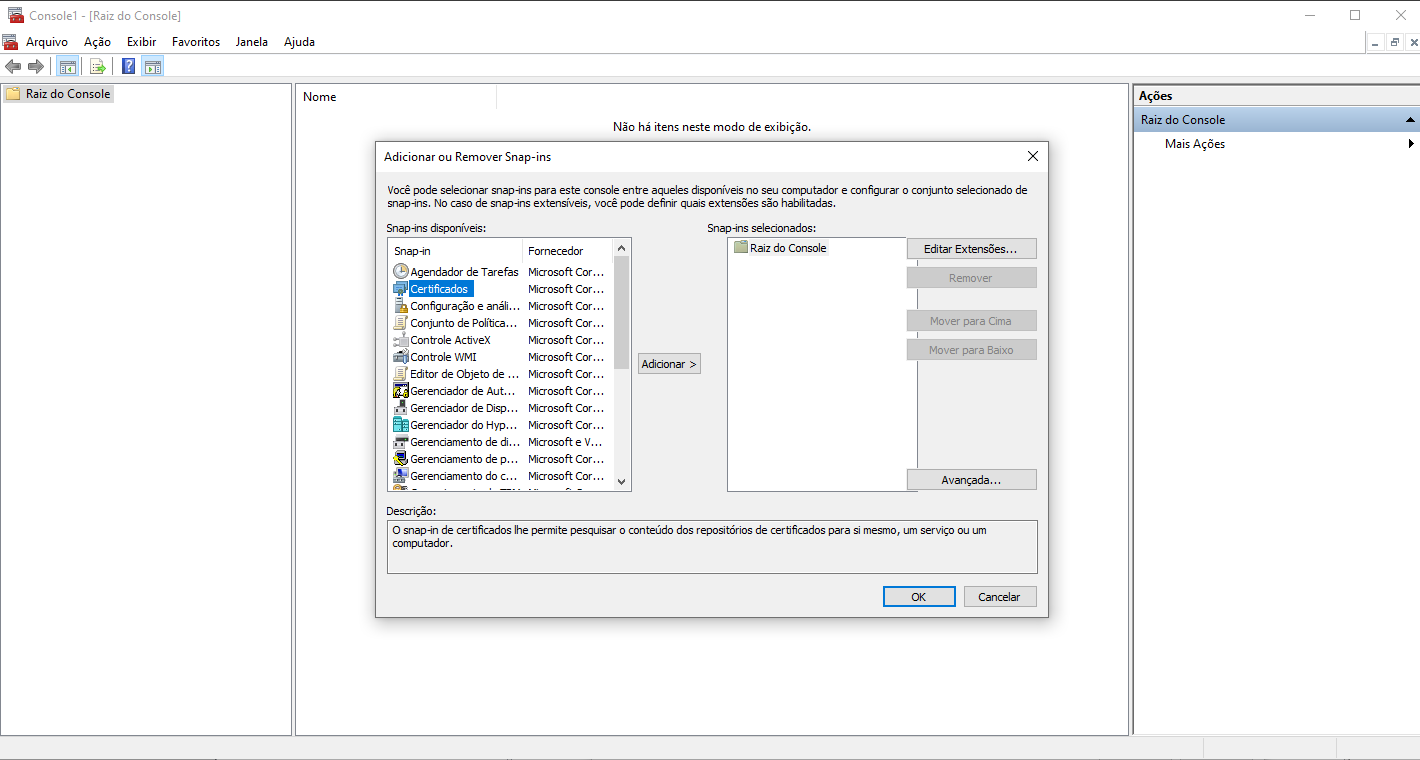 Console1 - [Raiz do Console]
Arquivo Ação Exibir Favoritos Janela Ajuda
Raiz do Console
Nome
Não há itens neste modo de exibição.
Ações
Raiz do Console
Mais Ações
Adicionar ou Remover Snap-ins
Você pode selecionar snap-ins para este console entre aqueles disponíveis no seu computador e configurar o conjunto selecionado de
snap-ins. No caso de snap-ins extensíveis, você pode definir quais extensões são habilitadas.
Snap-ins disponíveis:
Snap-in Fornecedor
Agendador de Tarefas Microsoft Cor...
Certificados Microsoft Cor...
Configuração e análi... Microsoft Cor...
Conjunto de Política... Microsoft Cor...
Controle ActiveX Microsoft Cor...
Controle WMI Microsoft Cor...
Editor de Objeto de ... Microsoft Cor...
Gerenciador de Aut... Microsoft Cor...
Gerenciador de Disp... Microsoft Cor...
Gerenciador do Hyp... Microsoft Cor...
Gerenciamento de di... Microsoft e V...
Gerenciamento de p... Microsoft Cor...
Gerenciamento do c... Microsoft Cor...
Adicionar >
Snap-ins selecionados:
Raiz do Console
Editar Extensões...
Remover
Mover para Cima
Mover para Baixo
Avançada...
Descrição:
O snap-in de certificados lhe permite pesquisar o conteúdo dos repositórios de certificados para si mesmo, um serviço ou um
computador.
OK
Cancelar